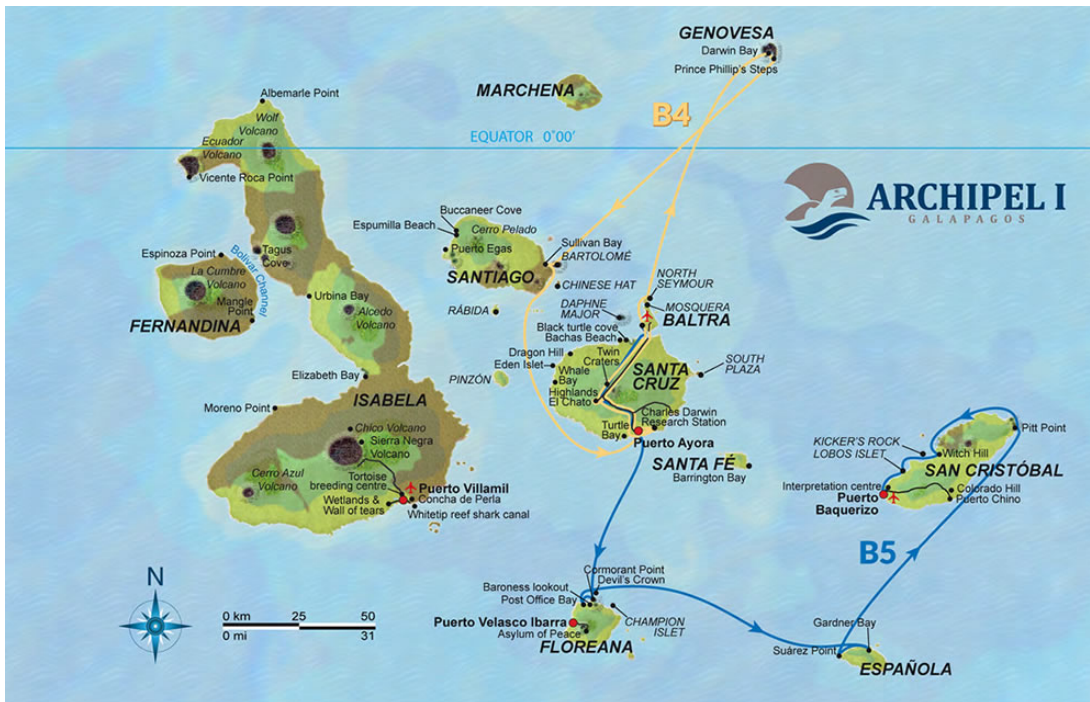 GENOVESA
Darwin Bay
Prince Phillip's Steps
MARCHENA
B4
EQUATOR 0°00'
ARCHIPEL I
GALAPAGOS
Albemarle Point
Wolf
Volcano
Ecuador
Volcano
Vicente Roca Point
Espinoza Point
Tagus
Cove
Bolivar Channel
La Cumbre
Volcano
Mangle
Point
FERNANDINA
Urbina Bay
Alcedo
Volcano
Elizabeth Bay
ISABELA
Moreno Point
Chico Volcano
Sierra Negra
Volcano
Cerro Azul
Volcano
Tortoise
breeding centre
Puerto Villamil
Concha de Perla
Wetlands &
Wall of tears
Whitetip reef shark canal
Buccaneer Cove
Espumilla Beach
Cerro Pelado
Puerto Egas
SANTIAGO
Sullivan Bay
BARTOLOMÉ
CHINESE HAT
RÁBIDA
PINZÓN
NORTH
SEYMOUR
MOSQUERA
DAPHNE
MAJOR
BALTRA
Black turtle cove
Bachas Beach
Dragon Hill
Eden Islet
Twin
Craters
Whale
Bay
SANTA
CRUZ
SOUTH
PLAZA
Highlands
El Chato
Charles Darwin
Research Station
Turtle
Bay
Puerto Ayora
SANTA FÉ
Barrington Bay
Pitt Point
KICKER'S ROCK
LOBOS ISLET
Witch Hill
SAN CRISTÓBAL
Interpretation centre
Puerto
Baquerizo
Colorado Hill
Puerto Chino
B5
Cormorant Point
Devil's Crown
Baroness lookout
Post Office Bay
Puerto Velasco Ibarra
Asylum of Peace
CHAMPION
ISLET
FLOREANA
Gardner Bay
Suárez Point
ESPAÑOLA
N
0 km 25 50
0 mi 31